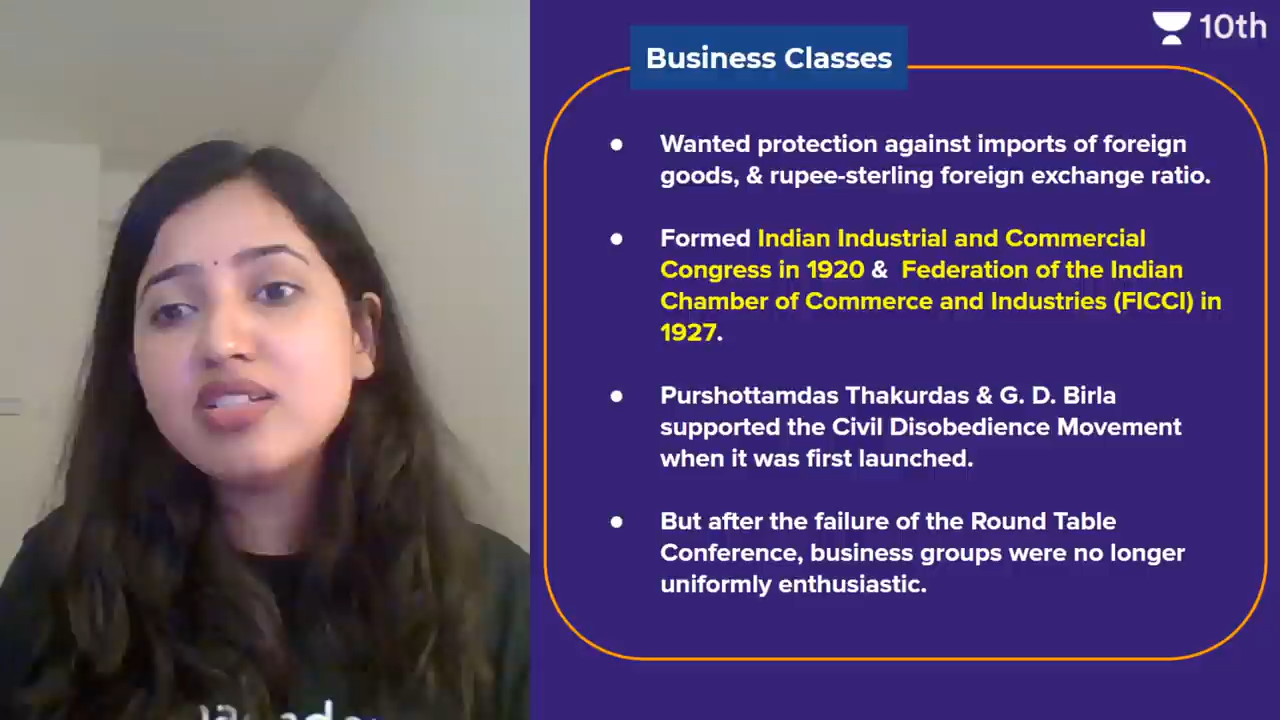 10th
Business Classes
● Wanted protection against imports of foreign
goods, & rupee-sterling foreign exchange ratio.
● Formed Indian Industrial and Commercial
Congress in 1920 & Federation of the Indian
Chamber of Commerce and Industries (FICCI) in
1927.
● Purshottamdas Thakurdas & G. D. Birla
supported the Civil Disobedience Movement
when it was first launched.
● But after the failure of the Round Table
Conference, business groups were no longer
uniformly enthusiastic.